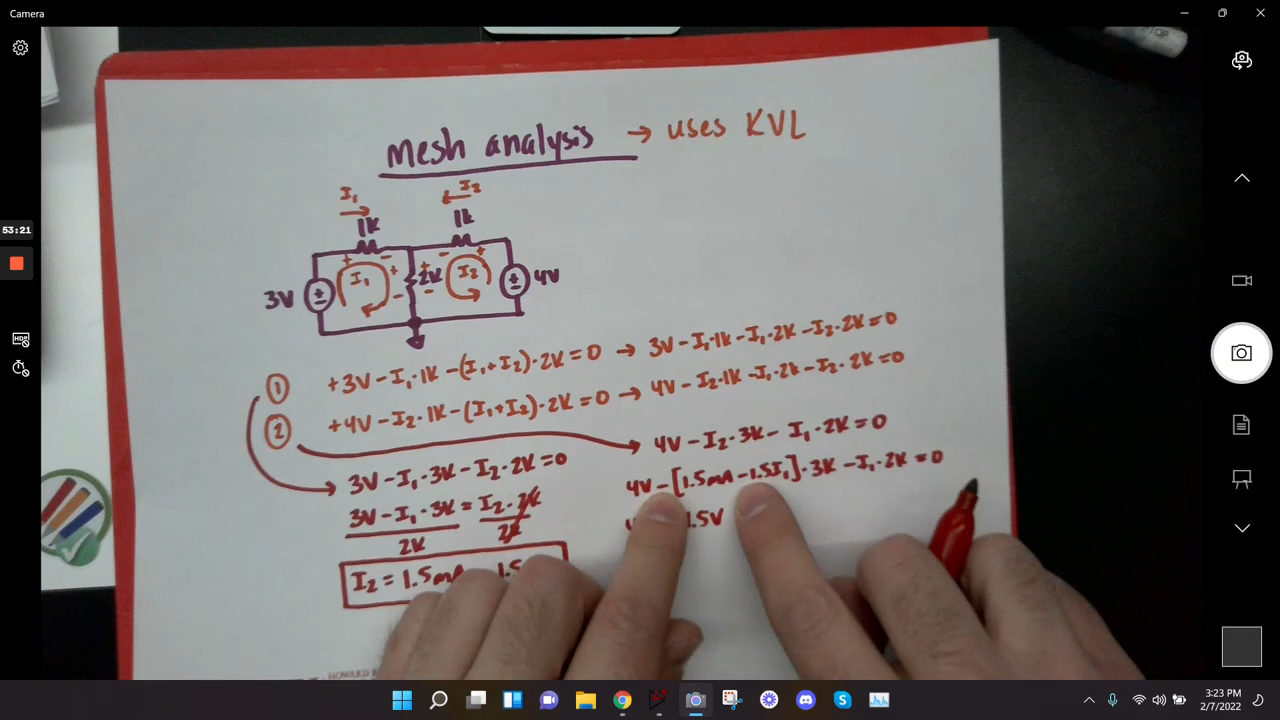 Camera
mesh analysis → uses KVL
I₁ I₂
1K 1K
3V I₁ 2K I₂ 4V
① +3V - I₁·1K - (I₁+I₂)·2K = 0 → 3V - I₁·1K - I₁·2K - I₂·2K = 0
② +4V - I₂·1K - (I₁+I₂)·2K = 0 → 4V - I₂·1K - I₁·2K - I₂·2K = 0
3V - I₁·3K - I₂·2K = 0
3V - I₁·3K = I₂·2K
2K 2K
I₂ = 1.5mA 1.5
4V - I₂·3K - I₁·2K = 0
4V - [1.5mA - 1.5I₁]·3K - I₁·2K = 0
.5V
53:21
HDR
HOWARD
3:23 PM
2/7/2022